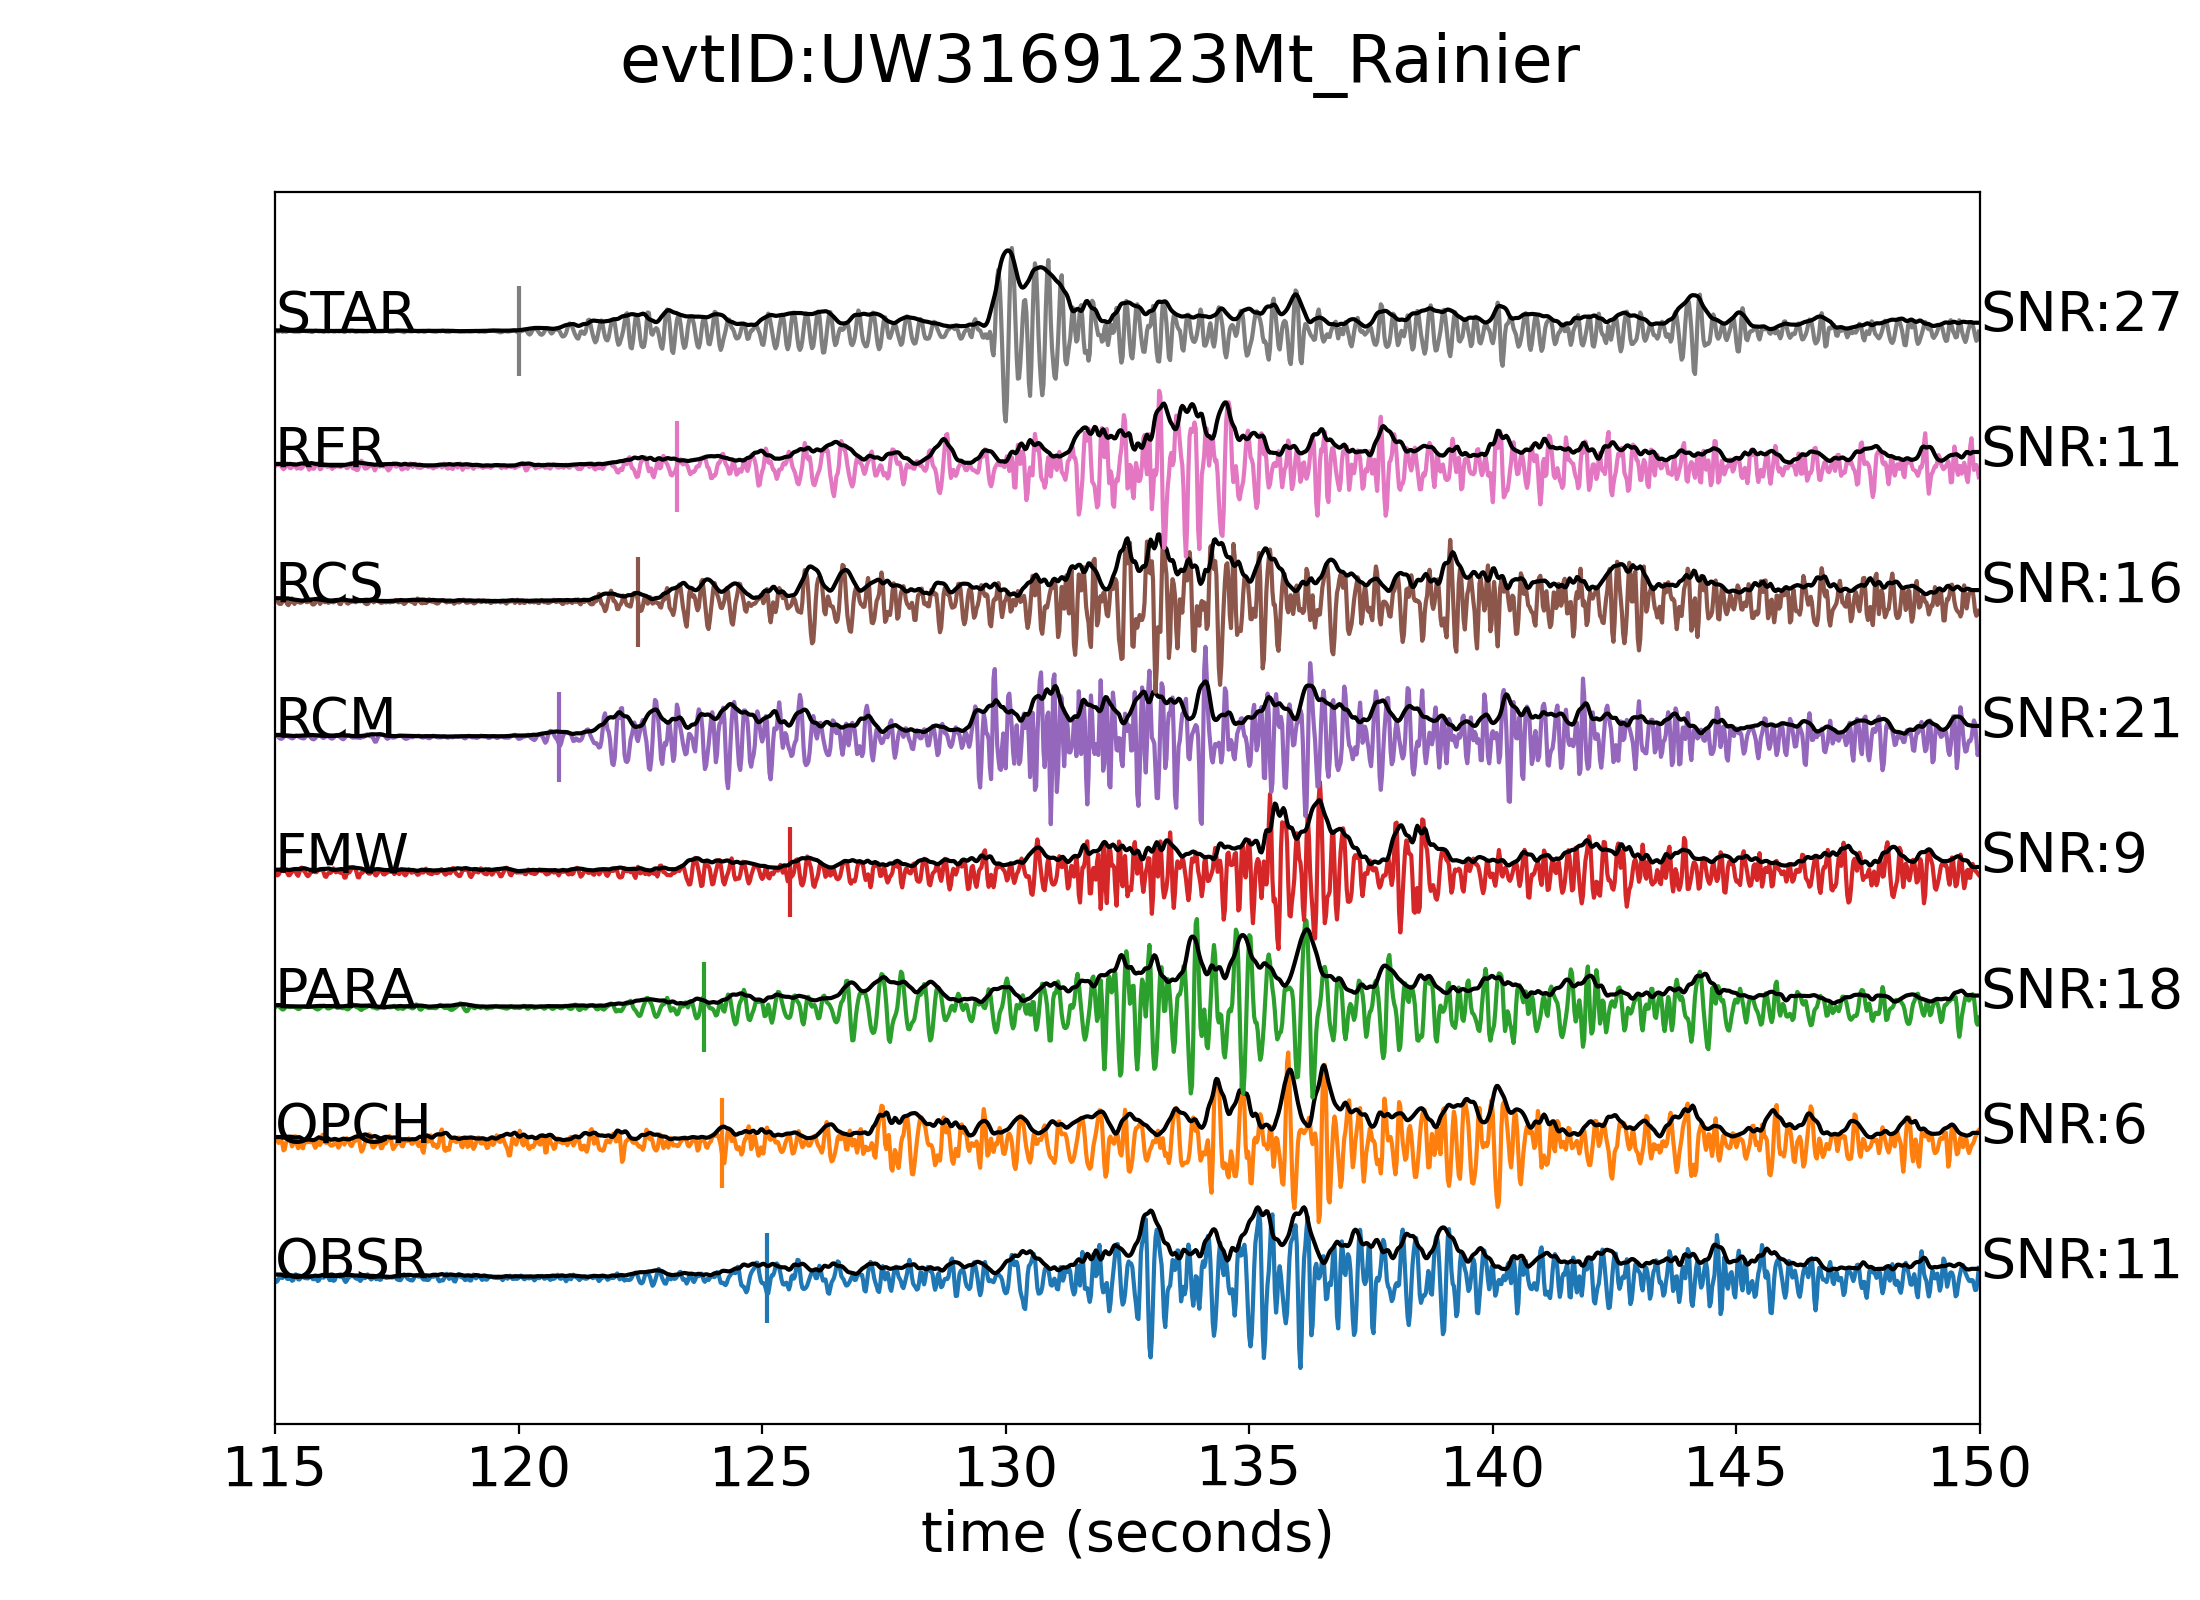 evtID:UW3169123Mt_Rainier
STAR SNR:27
RER SNR:11
RCS SNR:16
RCM SNR:21
FMW SNR:9
PARA SNR:18
OPCH SNR:6
OBSR SNR:11
115 120 125 130 135 140 145 150
time (seconds)